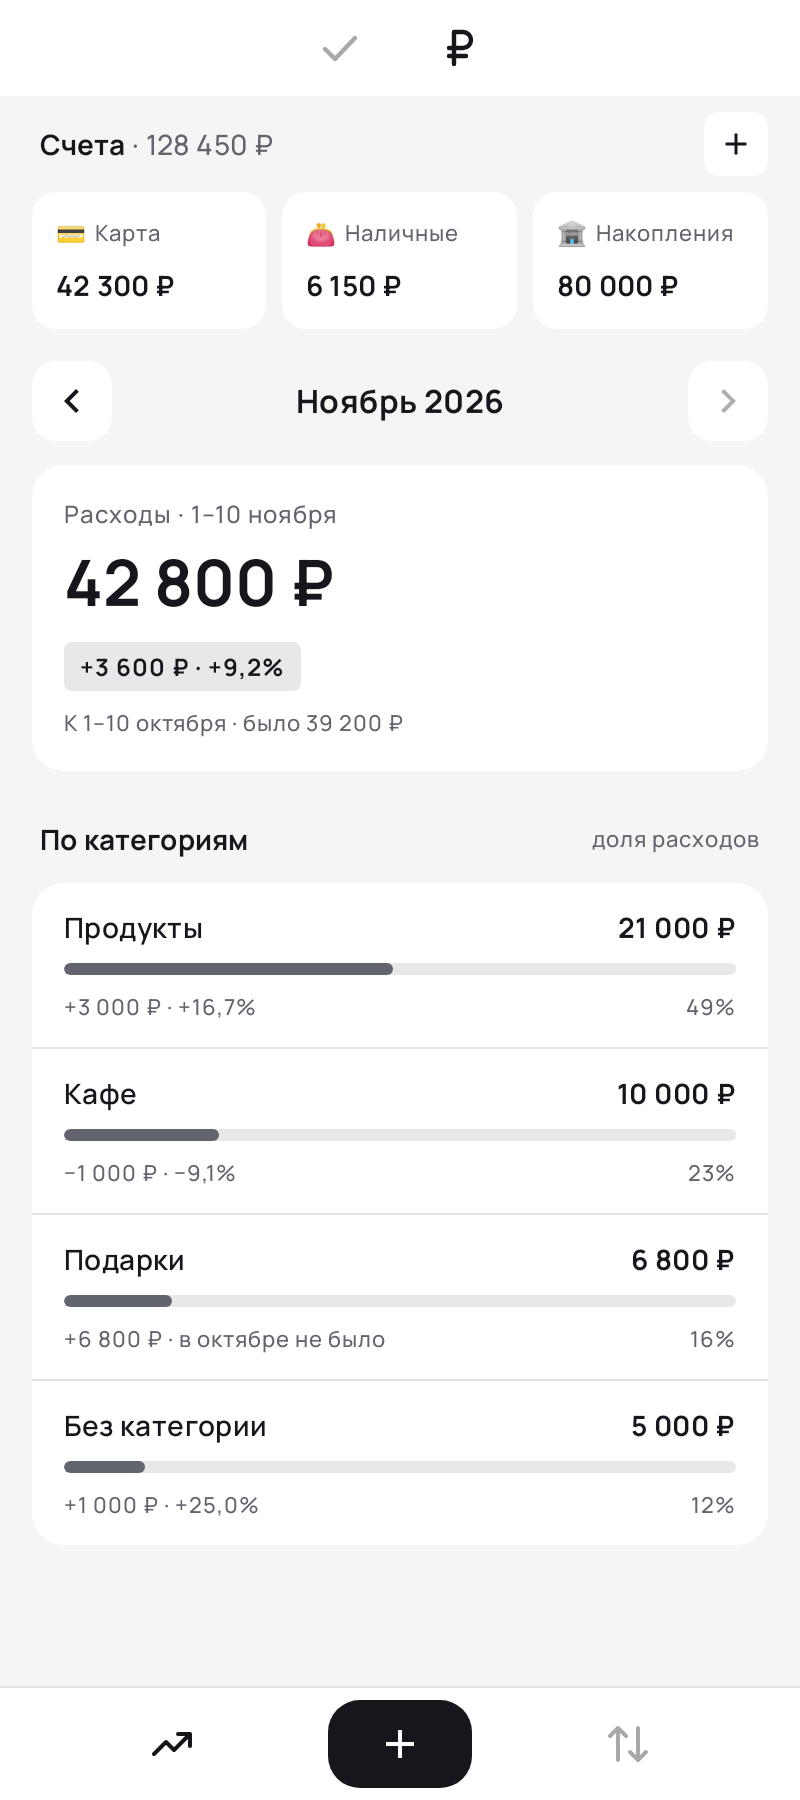 ₽
Счета · 128 450 ₽
Карта
Наличные
Накопления
42 300 ₽
6 150 ₽
80 000 ₽
Ноябрь 2026
Расходы · 1–10 ноября
42 800 ₽
+3 600 ₽ · +9,2%
К 1–10 октября · было 39 200 ₽
По категориям
доля расходов
Продукты
21 000 ₽
+3 000 ₽ · +16,7%
49%
Кафе
10 000 ₽
−1 000 ₽ · −9,1%
23%
Подарки
6 800 ₽
+6 800 ₽ · в октябре не было
16%
Без категории
5 000 ₽
+1 000 ₽ · +25,0%
12%